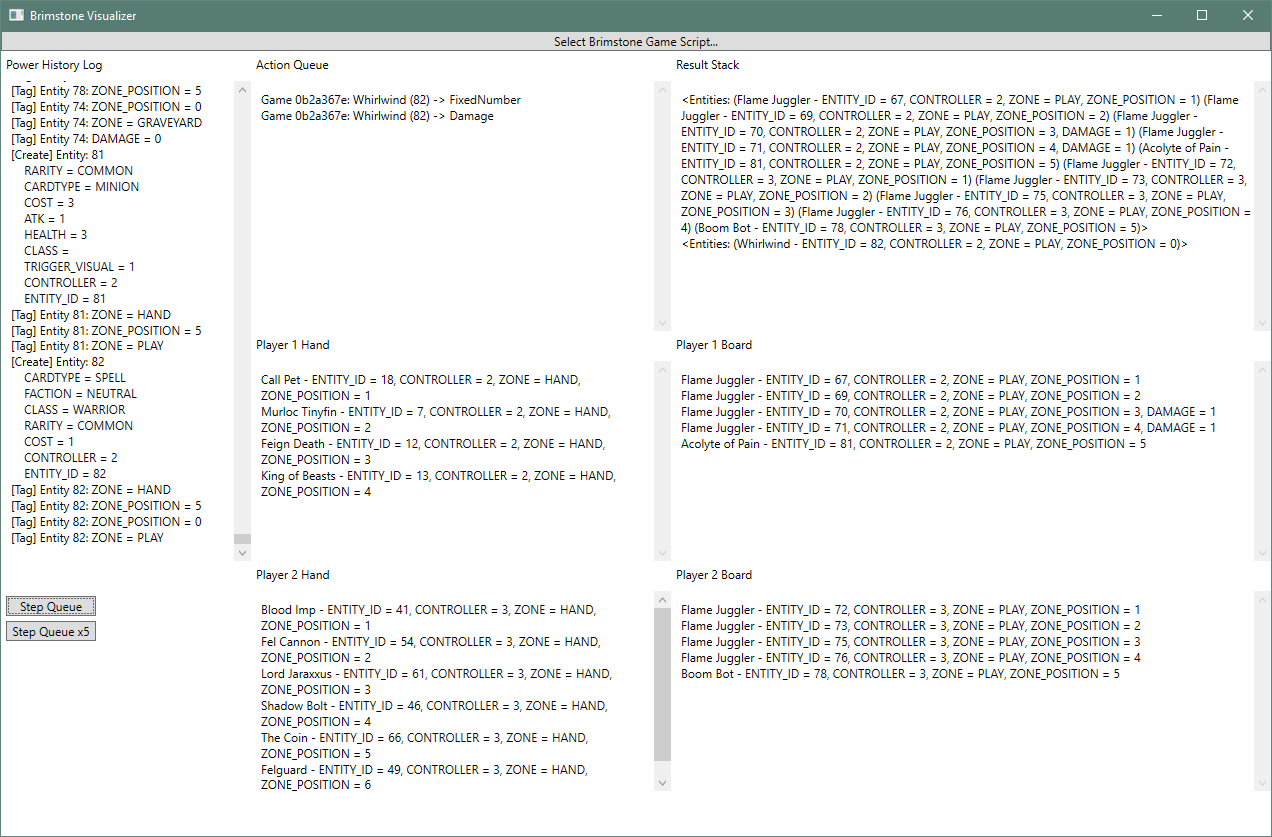 Brimstone Visualizer
Select Brimstone Game Script...
Power History Log
[Tag] Entity 78: ZONE_POSITION = 5
[Tag] Entity 74: ZONE_POSITION = 0
[Tag] Entity 74: ZONE = GRAVEYARD
[Tag] Entity 74: DAMAGE = 0
[Create] Entity: 81
RARITY = COMMON
CARDTYPE = MINION
COST = 3
ATK = 1
HEALTH = 3
CLASS =
TRIGGER_VISUAL = 1
CONTROLLER = 2
ENTITY_ID = 81
[Tag] Entity 81: ZONE = HAND
[Tag] Entity 81: ZONE_POSITION = 5
[Tag] Entity 81: ZONE = PLAY
[Create] Entity: 82
CARDTYPE = SPELL
FACTION = NEUTRAL
CLASS = WARRIOR
RARITY = COMMON
COST = 1
CONTROLLER = 2
ENTITY_ID = 82
[Tag] Entity 82: ZONE = HAND
[Tag] Entity 82: ZONE_POSITION = 5
[Tag] Entity 82: ZONE_POSITION = 0
[Tag] Entity 82: ZONE = PLAY
Step Queue
Step Queue x5
Action Queue
Game 0b2a367e: Whirlwind (82) -> FixedNumber
Game 0b2a367e: Whirlwind (82) -> Damage
Result Stack
<Entities: (Flame Juggler - ENTITY_ID = 67, CONTROLLER = 2, ZONE = PLAY, ZONE_POSITION = 1) (Flame
Juggler - ENTITY_ID = 69, CONTROLLER = 2, ZONE = PLAY, ZONE_POSITION = 2) (Flame Juggler -
ENTITY_ID = 70, CONTROLLER = 2, ZONE = PLAY, ZONE_POSITION = 3, DAMAGE = 1) (Flame Juggler -
ENTITY_ID = 71, CONTROLLER = 2, ZONE = PLAY, ZONE_POSITION = 4, DAMAGE = 1) (Acolyte of Pain -
ENTITY_ID = 81, CONTROLLER = 2, ZONE = PLAY, ZONE_POSITION = 5) (Flame Juggler - ENTITY_ID = 72,
CONTROLLER = 3, ZONE = PLAY, ZONE_POSITION = 1) (Flame Juggler - ENTITY_ID = 73, CONTROLLER = 3,
ZONE = PLAY, ZONE_POSITION = 2) (Flame Juggler - ENTITY_ID = 75, CONTROLLER = 3, ZONE = PLAY,
ZONE_POSITION = 3) (Flame Juggler - ENTITY_ID = 76, CONTROLLER = 3, ZONE = PLAY, ZONE_POSITION =
4) (Boom Bot - ENTITY_ID = 78, CONTROLLER = 3, ZONE = PLAY, ZONE_POSITION = 5)>
<Entities: (Whirlwind - ENTITY_ID = 82, CONTROLLER = 2, ZONE = PLAY, ZONE_POSITION = 0)>
Player 1 Hand
Call Pet - ENTITY_ID = 18, CONTROLLER = 2, ZONE = HAND,
ZONE_POSITION = 1
Murloc Tinyfin - ENTITY_ID = 7, CONTROLLER = 2, ZONE = HAND,
ZONE_POSITION = 2
Feign Death - ENTITY_ID = 12, CONTROLLER = 2, ZONE = HAND,
ZONE_POSITION = 3
King of Beasts - ENTITY_ID = 13, CONTROLLER = 2, ZONE = HAND,
ZONE_POSITION = 4
Player 1 Board
Flame Juggler - ENTITY_ID = 67, CONTROLLER = 2, ZONE = PLAY, ZONE_POSITION = 1
Flame Juggler - ENTITY_ID = 69, CONTROLLER = 2, ZONE = PLAY, ZONE_POSITION = 2
Flame Juggler - ENTITY_ID = 70, CONTROLLER = 2, ZONE = PLAY, ZONE_POSITION = 3, DAMAGE = 1
Flame Juggler - ENTITY_ID = 71, CONTROLLER = 2, ZONE = PLAY, ZONE_POSITION = 4, DAMAGE = 1
Acolyte of Pain - ENTITY_ID = 81, CONTROLLER = 2, ZONE = PLAY, ZONE_POSITION = 5
Player 2 Hand
Blood Imp - ENTITY_ID = 41, CONTROLLER = 3, ZONE = HAND,
ZONE_POSITION = 1
Fel Cannon - ENTITY_ID = 54, CONTROLLER = 3, ZONE = HAND,
ZONE_POSITION = 2
Lord Jaraxxus - ENTITY_ID = 61, CONTROLLER = 3, ZONE = HAND,
ZONE_POSITION = 3
Shadow Bolt - ENTITY_ID = 46, CONTROLLER = 3, ZONE = HAND,
ZONE_POSITION = 4
The Coin - ENTITY_ID = 66, CONTROLLER = 3, ZONE = HAND,
ZONE_POSITION = 5
Felguard - ENTITY_ID = 49, CONTROLLER = 3, ZONE = HAND,
ZONE_POSITION = 6
Player 2 Board
Flame Juggler - ENTITY_ID = 72, CONTROLLER = 3, ZONE = PLAY, ZONE_POSITION = 1
Flame Juggler - ENTITY_ID = 73, CONTROLLER = 3, ZONE = PLAY, ZONE_POSITION = 2
Flame Juggler - ENTITY_ID = 75, CONTROLLER = 3, ZONE = PLAY, ZONE_POSITION = 3
Flame Juggler - ENTITY_ID = 76, CONTROLLER = 3, ZONE = PLAY, ZONE_POSITION = 4
Boom Bot - ENTITY_ID = 78, CONTROLLER = 3, ZONE = PLAY, ZONE_POSITION = 5